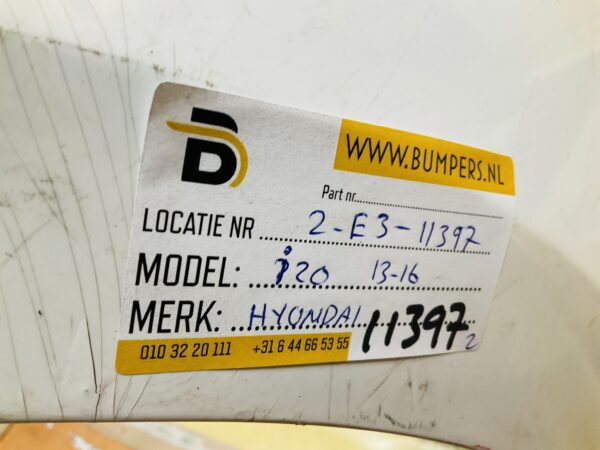 B
WWW.BUMPERS.NL
Part nr.
LOCATIE NR 2-E3-11397
MODEL: i20 13-16
MERK: HYUNDAI 11397 2
010 32 20 111 +31 6 44 66 53 55